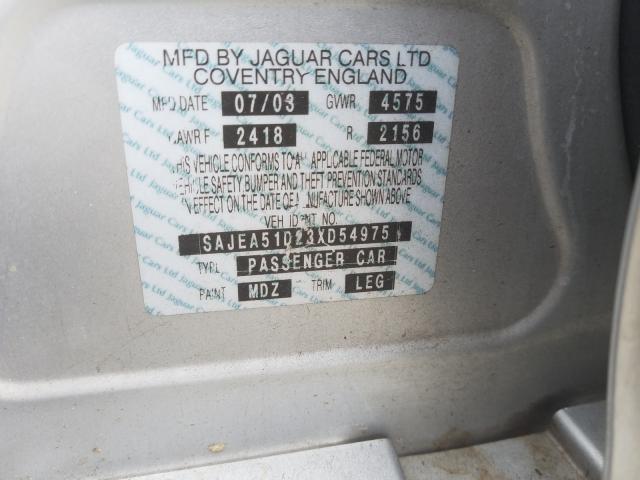 MFD BY JAGUAR CARS LTD
COVENTRY ENGLAND
MFD DATE 07/03 GVWR 4575
GAWR F 2418 R 2156
THIS VEHICLE CONFORMS TO ALL APPLICABLE FEDERAL MOTOR
VEHICLE SAFETY BUMPER AND THEFT PREVENTION STANDARDS
IN EFFECT ON THE DATE OF MANUFACTURE SHOWN ABOVE
VEH IDENT NO.
SAJEA51D23XD54975
TYPE PASSENGER CAR
PAINT MDZ TRIM LEG